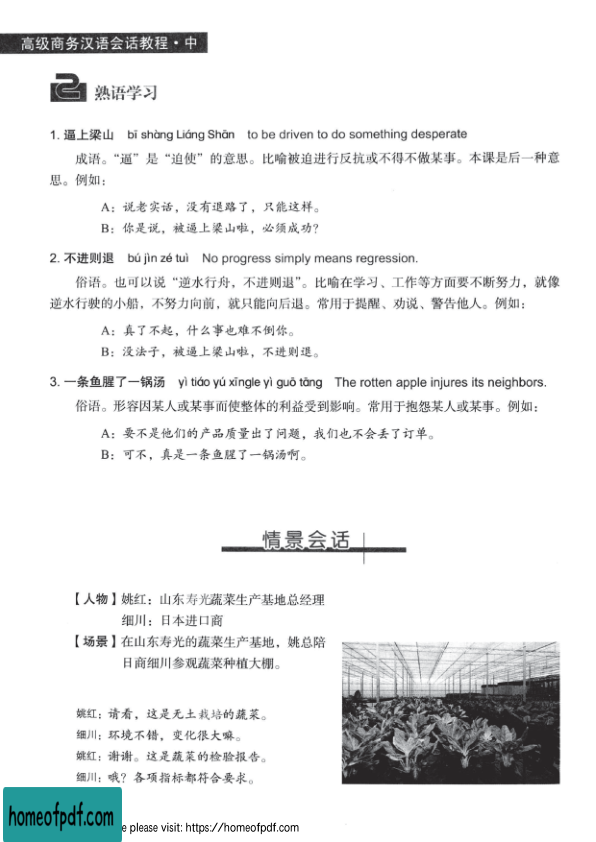 高级商务汉语会话教程·中
2 熟语学习
1. 逼上梁山 bī shàng Liáng Shān to be driven to do something desperate
成语。“逼”是“迫使”的意思。比喻被迫进行反抗或不得不做某事。本课是后一种意
思。例如：
A：说老实话，没有退路了，只能这样。
B：你是说，被逼上梁山啦，必须成功？
2. 不进则退 bú jìn zé tuì No progress simply means regression.
俗语。也可以说“逆水行舟，不进则退”。比喻在学习、工作等方面要不断努力，就像
逆水行驶的小船，不努力向前，就只能向后退。常用于提醒、劝说、警告他人。例如：
A：真了不起，什么事也难不倒你。
B：没法子，被逼上梁山啦，不进则退。
3. 一条鱼腥了一锅汤 yì tiáo yú xīngle yì guō tāng The rotten apple injures its neighbors.
俗语。形容因某人或某事而使整体的利益受到影响。常用于抱怨某人或某事。例如：
A：要不是他们的产品质量出了问题，我们也不会丢了订单。
B：可不，真是一条鱼腥了一锅汤啊。
情景会话
【人物】姚红：山东寿光蔬菜生产基地总经理
细川：日本进口商
【场景】在山东寿光的蔬菜生产基地，姚总陪
日商细川参观蔬菜种植大棚。
姚红：请看，这是无土栽培的蔬菜。
细川：环境不错，变化很大嘛。
姚红：谢谢。这是蔬菜的检验报告。
细川：哦？各项指标都符合要求。
homeofpdf.com
please visit: https://homeofpdf.com